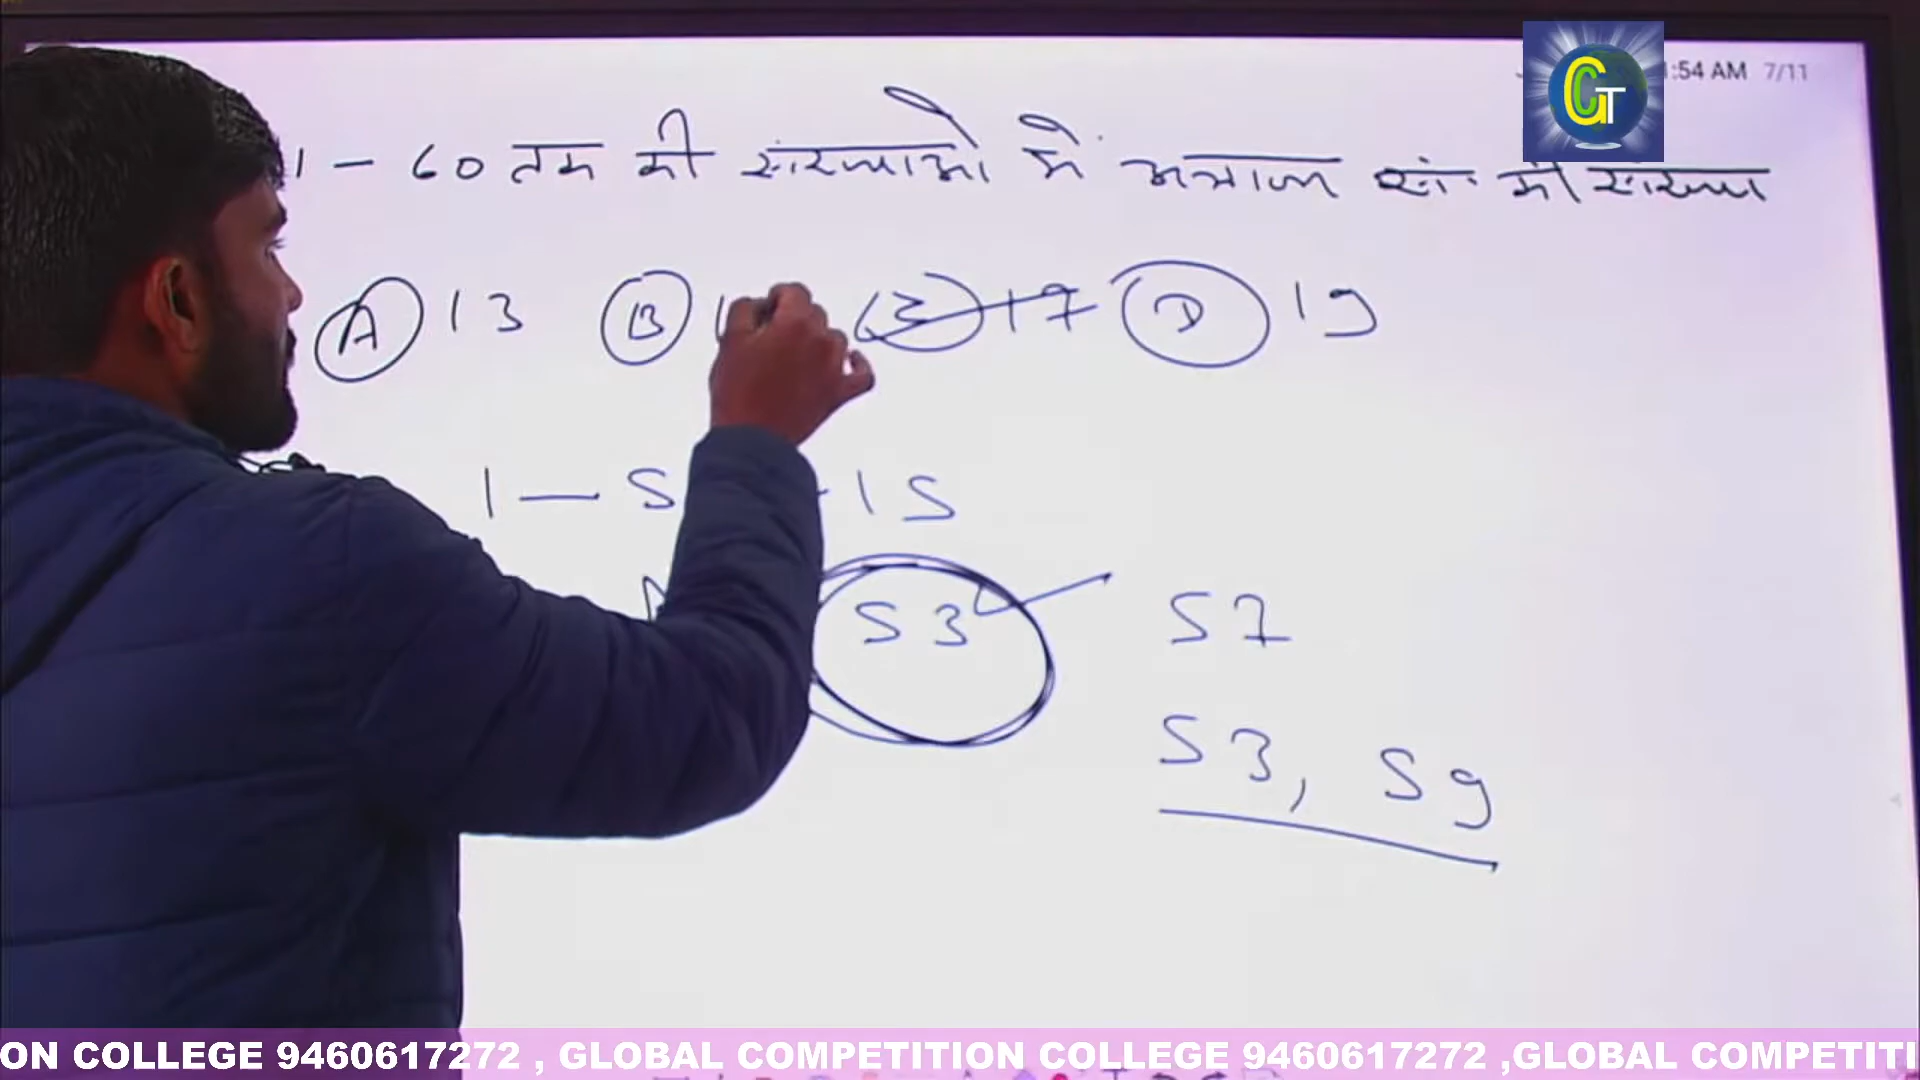 1:54 AM 7/11
CGT
1 - 60 तक की संख्याओ में अभाज्य सं. की संख्या
A 13 B 17 D 19
1 — 5 - 15
53 57
53, 59
ON COLLEGE 9460617272 , GLOBAL COMPETITION COLLEGE 9460617272 ,GLOBAL COMPETITI